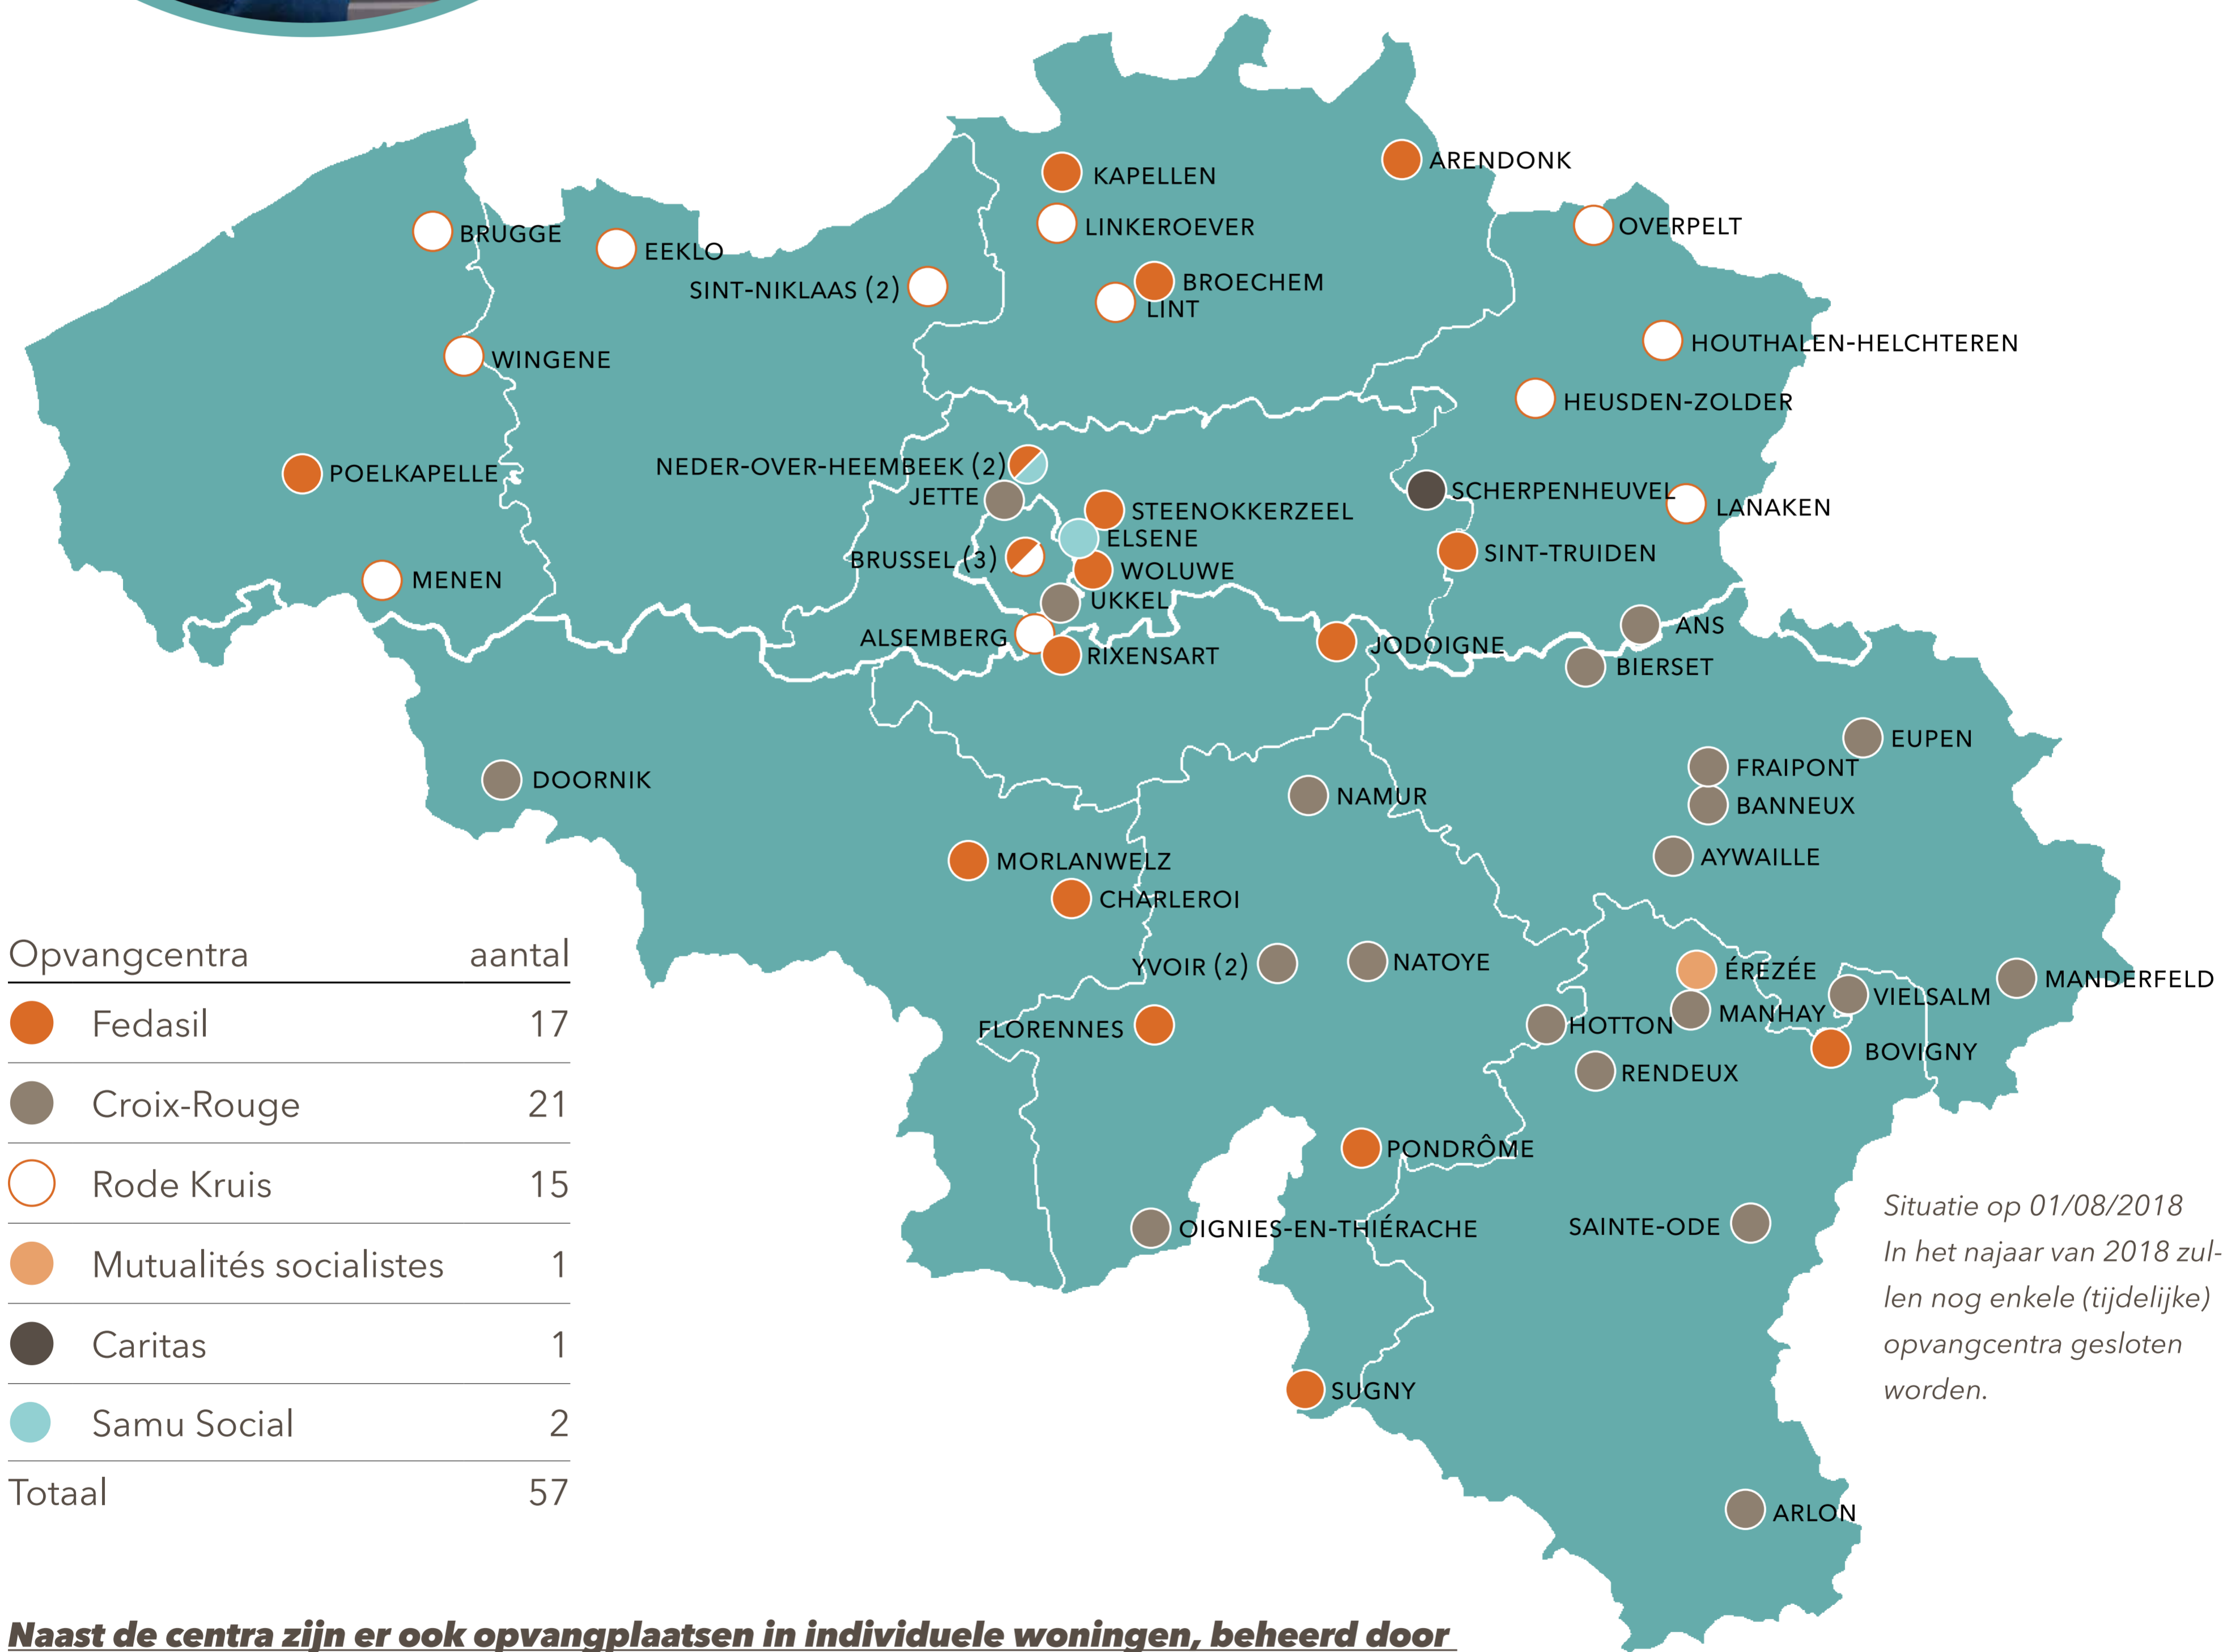 KAPELLEN
ARENDONK
LINKEROEVER
OVERPELT
BRUGGE
EEKLO
SINT-NIKLAAS (2)
BROECHEM
LINT
HOUTHALEN-HELCHTEREN
WINGENE
HEUSDEN-ZOLDER
NEDER-OVER-HEEMBEEK (2)
POELKAPELLE
JETTE
SCHERPENHEUVEL
LANAKEN
STEENOKKERZEEL
ELSENE
BRUSSEL (3)
SINT-TRUIDEN
WOLUWE
MENEN
UKKEL
ALSEMBERG
ANS
JODOIGNE
RIXENSART
BIERSET
EUPEN
FRAIPONT
DOORNIK
NAMUR
BANNEUX
MORLANWELZ
AYWAILLE
CHARLEROI
YVOIR (2)
NATOYE
ÉREZÉE
MANDERFELD
VIELSALM
MANHAY
FLORENNES
HOTTON
BOVIGNY
RENDEUX
PONDRÔME
OIGNIES-EN-THIÉRACHE
SAINTE-ODE
SUGNY
ARLON
Opvangcentra aantal
Fedasil 17
Croix-Rouge 21
Rode Kruis 15
Mutualités socialistes 1
Caritas 1
Samu Social 2
Totaal 57
Situatie op 01/08/2018
In het najaar van 2018 zul-
len nog enkele (tijdelijke)
opvangcentra gesloten
worden.
Naast de centra zijn er ook opvangplaatsen in individuele woningen, beheerd door